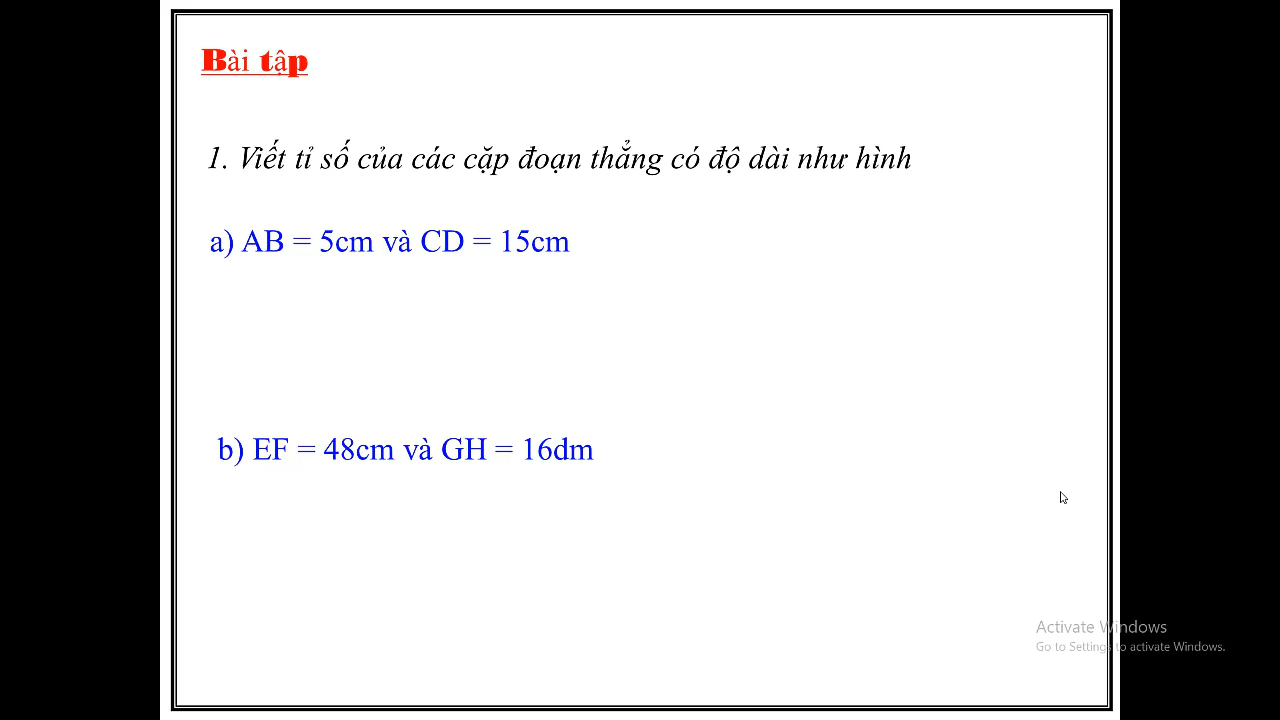 Bài tập
1. Viết tỉ số của các cặp đoạn thẳng có độ dài như hình
a) AB = 5cm và CD = 15cm
b) EF = 48cm và GH = 16dm
Activate Windows
Go to Settings to activate Windows.